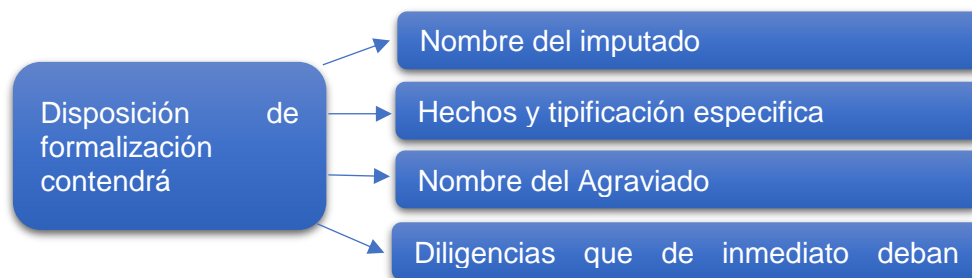 Disposición de
formalización
contendrá
Nombre del imputado
Hechos y tipificación especifica
Nombre del Agraviado
Diligencias que de inmediato deban